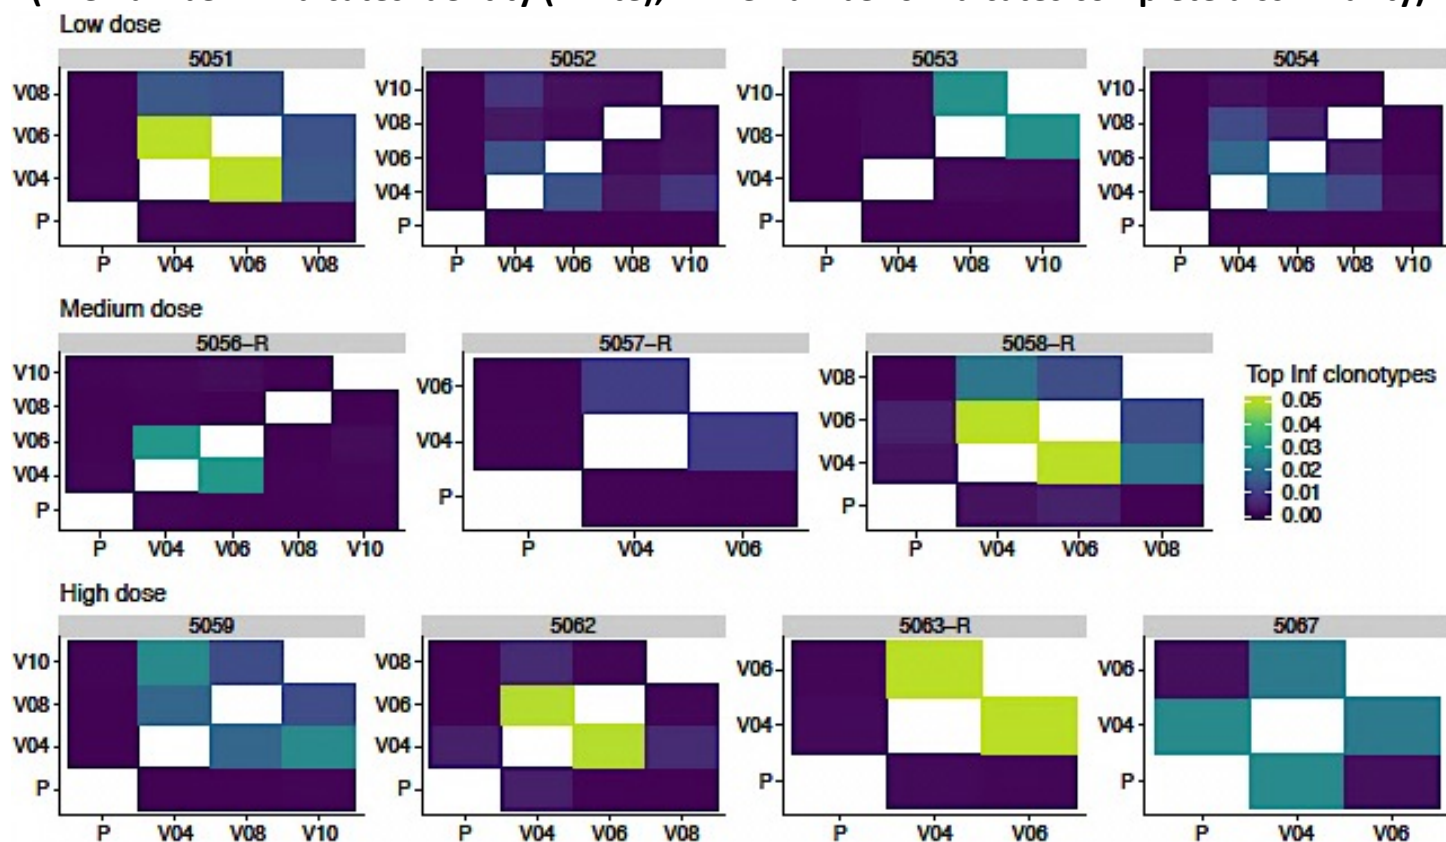 Low dose
5051 5052 5053 5054
V08
V06
V04
P
P V04 V06 V08
V10
V08
V06
V04
P
P V04 V06 V08 V10
V10
V08
V04
P
P V04 V08 V10
V10
V08
V06
V04
P
P V04 V06 V08 V10
Medium dose
5056–R 5057–R 5058–R
V10
V08
V06
V04
P
P V04 V06 V08 V10
V06
V04
P
P V04 V06
V08
V06
V04
P
P V04 V06 V08
Top Inf clonotypes
0.05
0.04
0.03
0.02
0.01
0.00
High dose
5059 5062 5063–R 5067
V10
V08
V04
P
P V04 V08 V10
V08
V06
V04
P
P V04 V06 V08
V06
V04
P
P V04 V06
V06
V04
P
P V04 V06